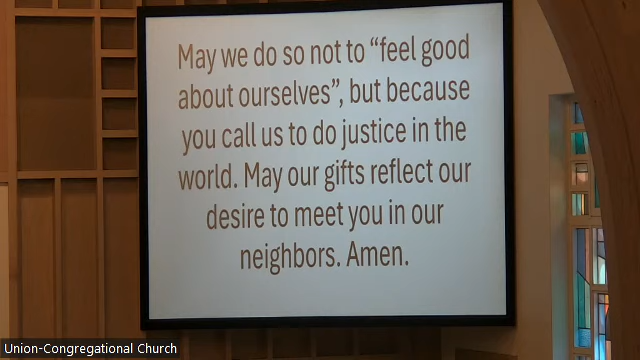 May we do so not to “feel good
about ourselves”, but because
you call us to do justice in the
world. May our gifts reflect our
desire to meet you in our
neighbors. Amen.
Union-Congregational Church